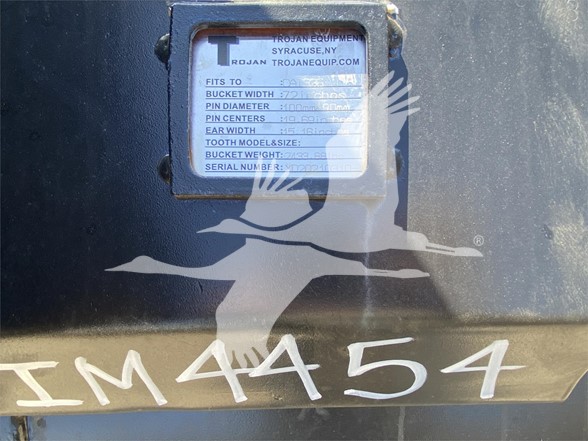 T
TROJAN
TROJAN EQUIPMENT
SYRACUSE,NY
TROJANEQUIP.COM
FITS TO
BUCKET WIDTH
PIN DIAMETER :100mm
PIN CENTERS
EAR WIDTH
TOOTH MODEL&SIZE:
BUCKET WEIGHT:
SERIAL NUMBER:
®
IM4454